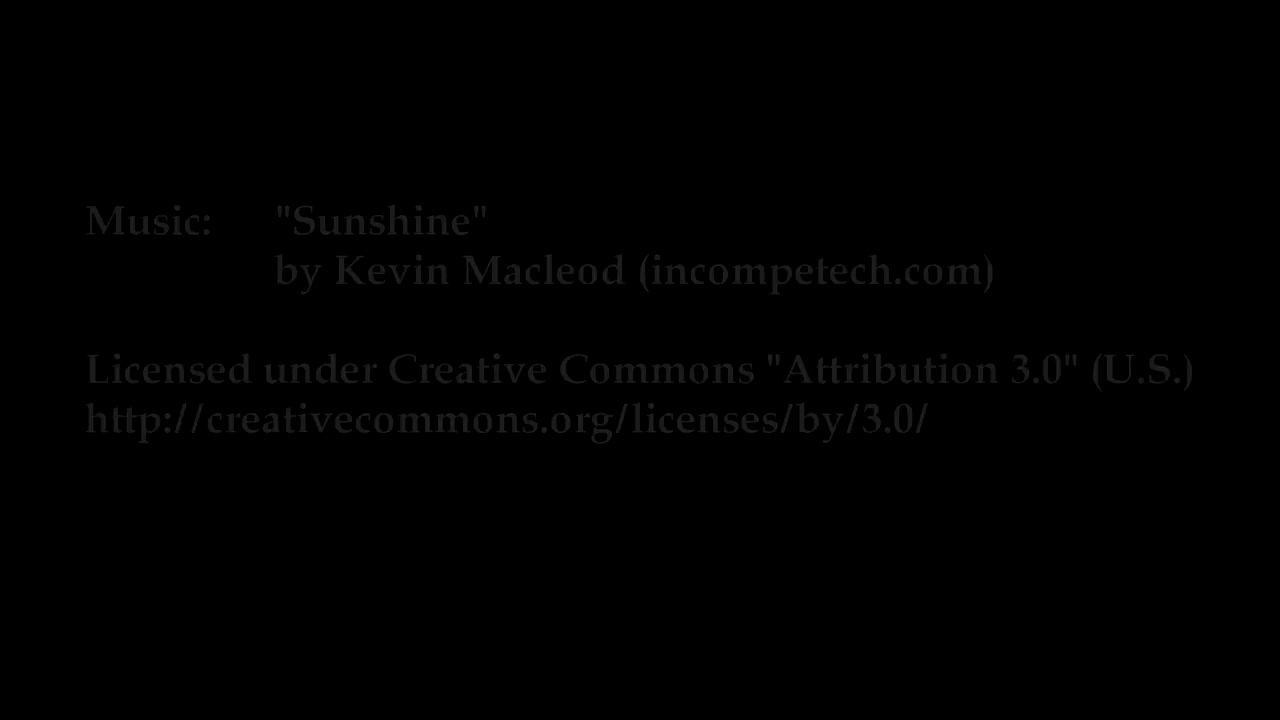 Music: "Sunshine"
by Kevin Macleod (incompetech.com)
Licensed under Creative Commons "Attribution 3.0" (U.S.)
http://creativecommons.org/licenses/by/3.0/